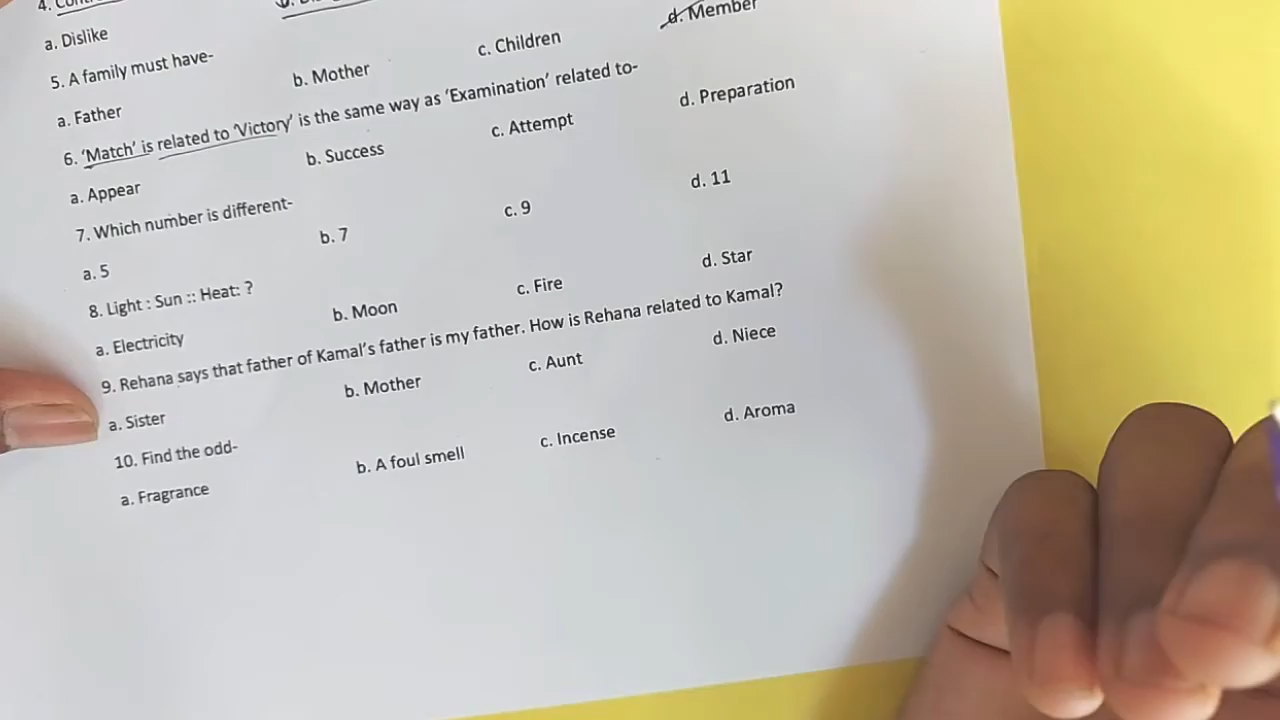 4.
a. Dislike
5. A family must have-
a. Father b. Mother c. Children d. Member
6. 'Match' is related to 'Victory' is the same way as 'Examination' related to-
a. Appear b. Success c. Attempt d. Preparation
7. Which number is different-
a. 5 b. 7 c. 9 d. 11
8. Light : Sun :: Heat: ?
a. Electricity b. Moon c. Fire d. Star
9. Rehana says that father of Kamal's father is my father. How is Rehana related to Kamal?
a. Sister b. Mother c. Aunt d. Niece
10. Find the odd-
a. Fragrance b. A foul smell c. Incense d. Aroma